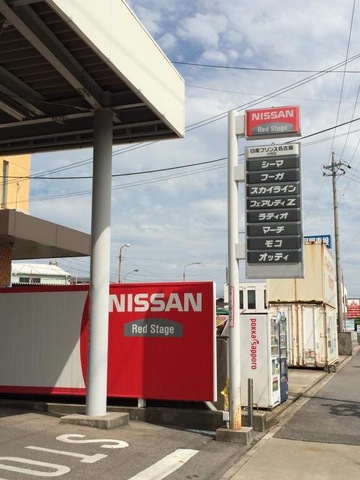 NISSAN
Red Stage
日産プリンス名古屋
シーマ
フーガ
スカイライン
フェアレディ Z
ラティオ
マーチ
モコ
オッティ
NISSAN
Red Stage
pokka sapporo
STOP